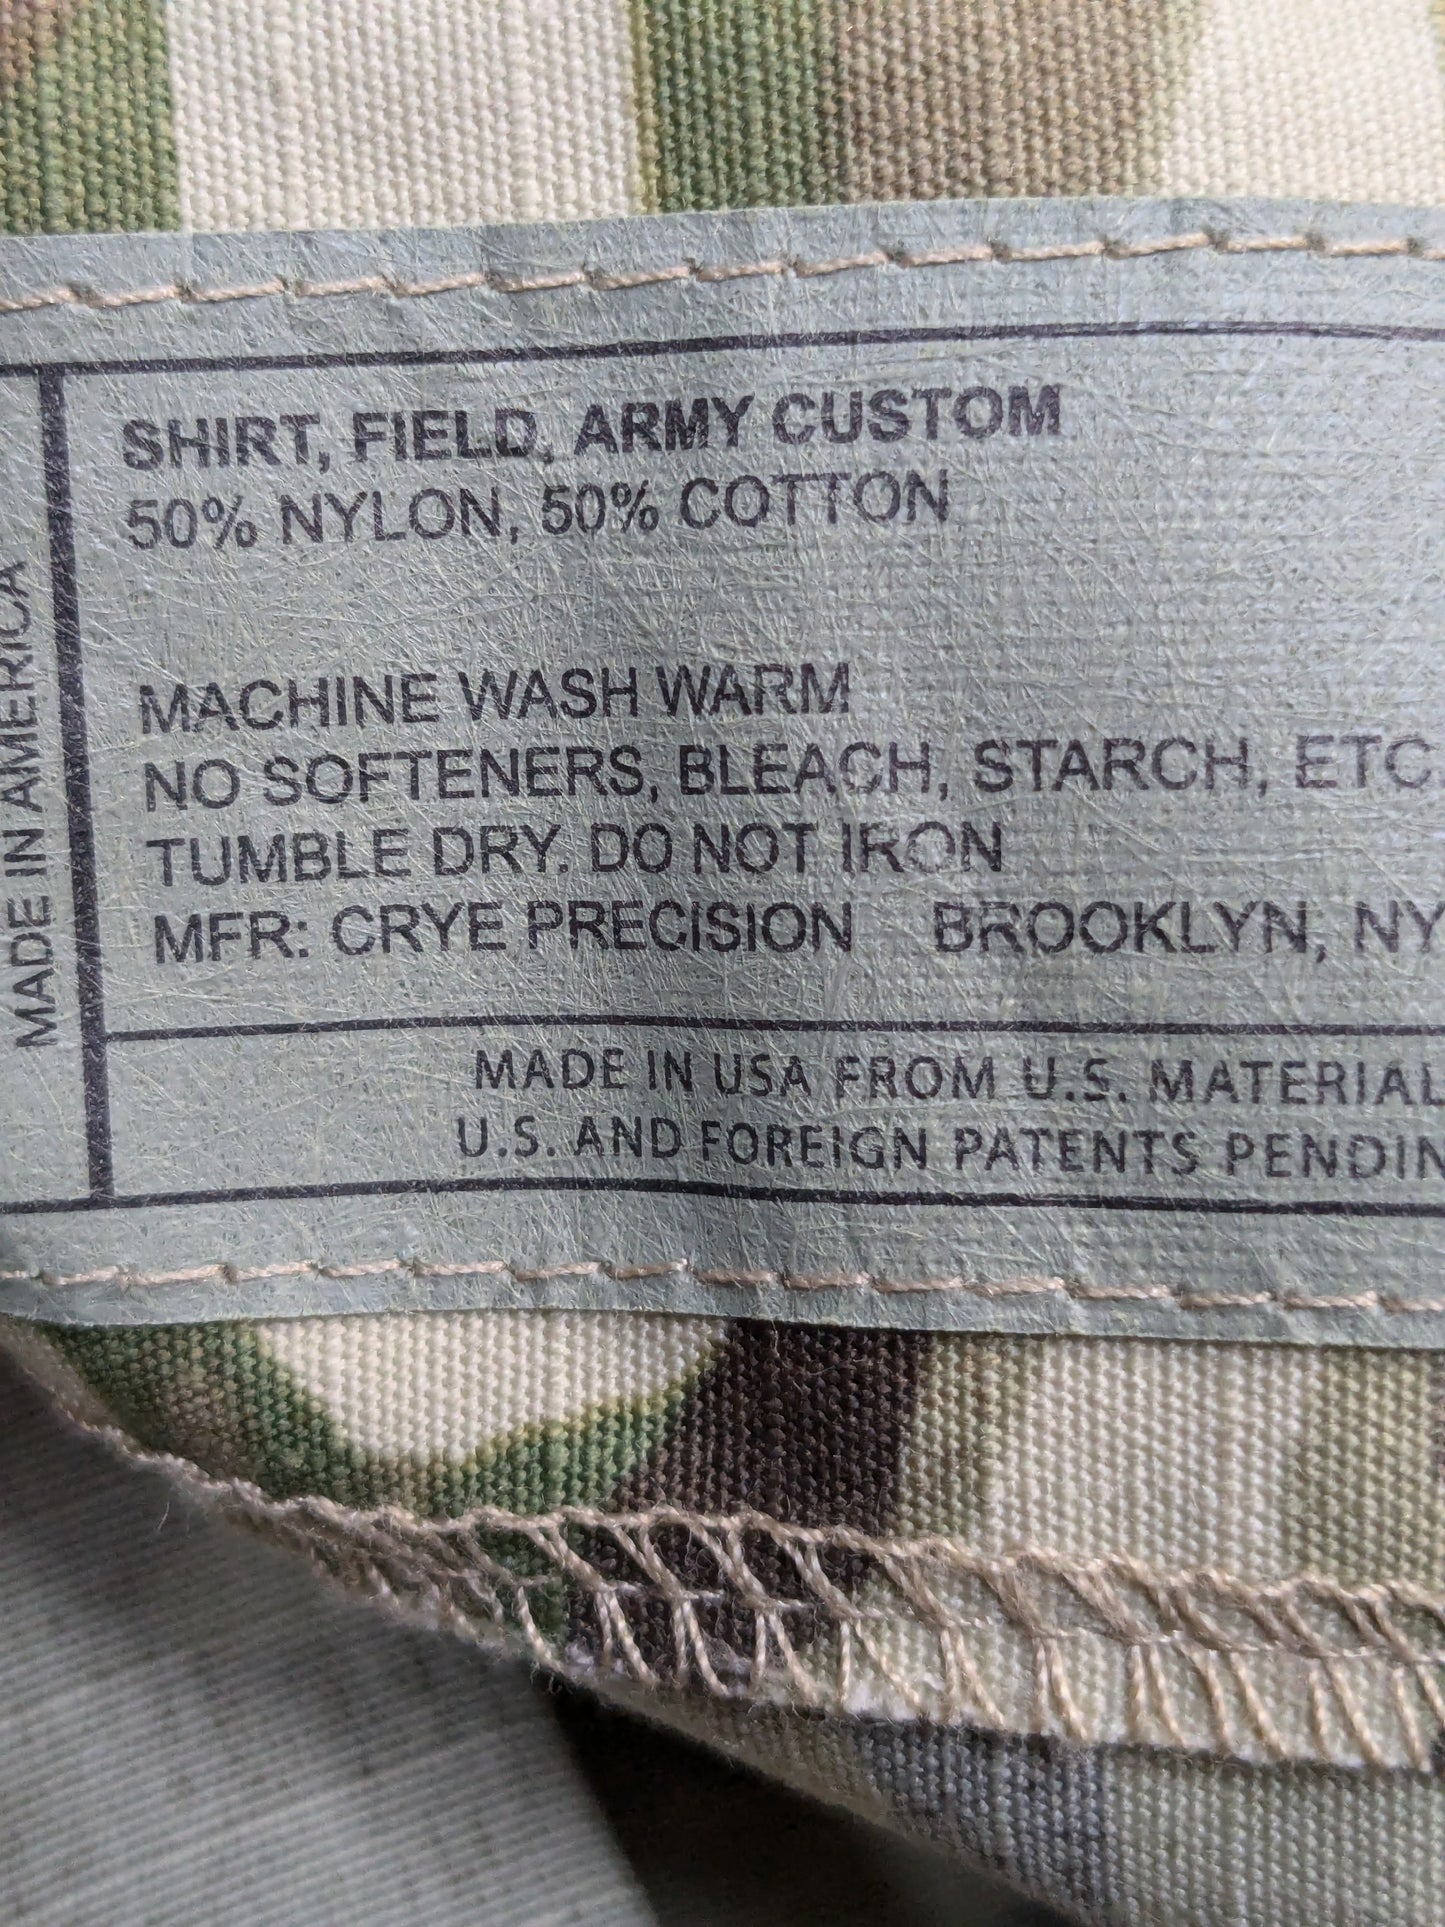 SHIRT, FIELD, ARMY CUSTOM
50% NYLON, 50% COTTON
MACHINE WASH WARM
NO SOFTENERS, BLEACH, STARCH, ETC.
TUMBLE DRY. DO NOT IRON
MFR: CRYE PRECISION BROOKLYN, NY
MADE IN USA FROM U.S. MATERIAL
U.S. AND FOREIGN PATENTS PENDIN
MADE IN AMERICA